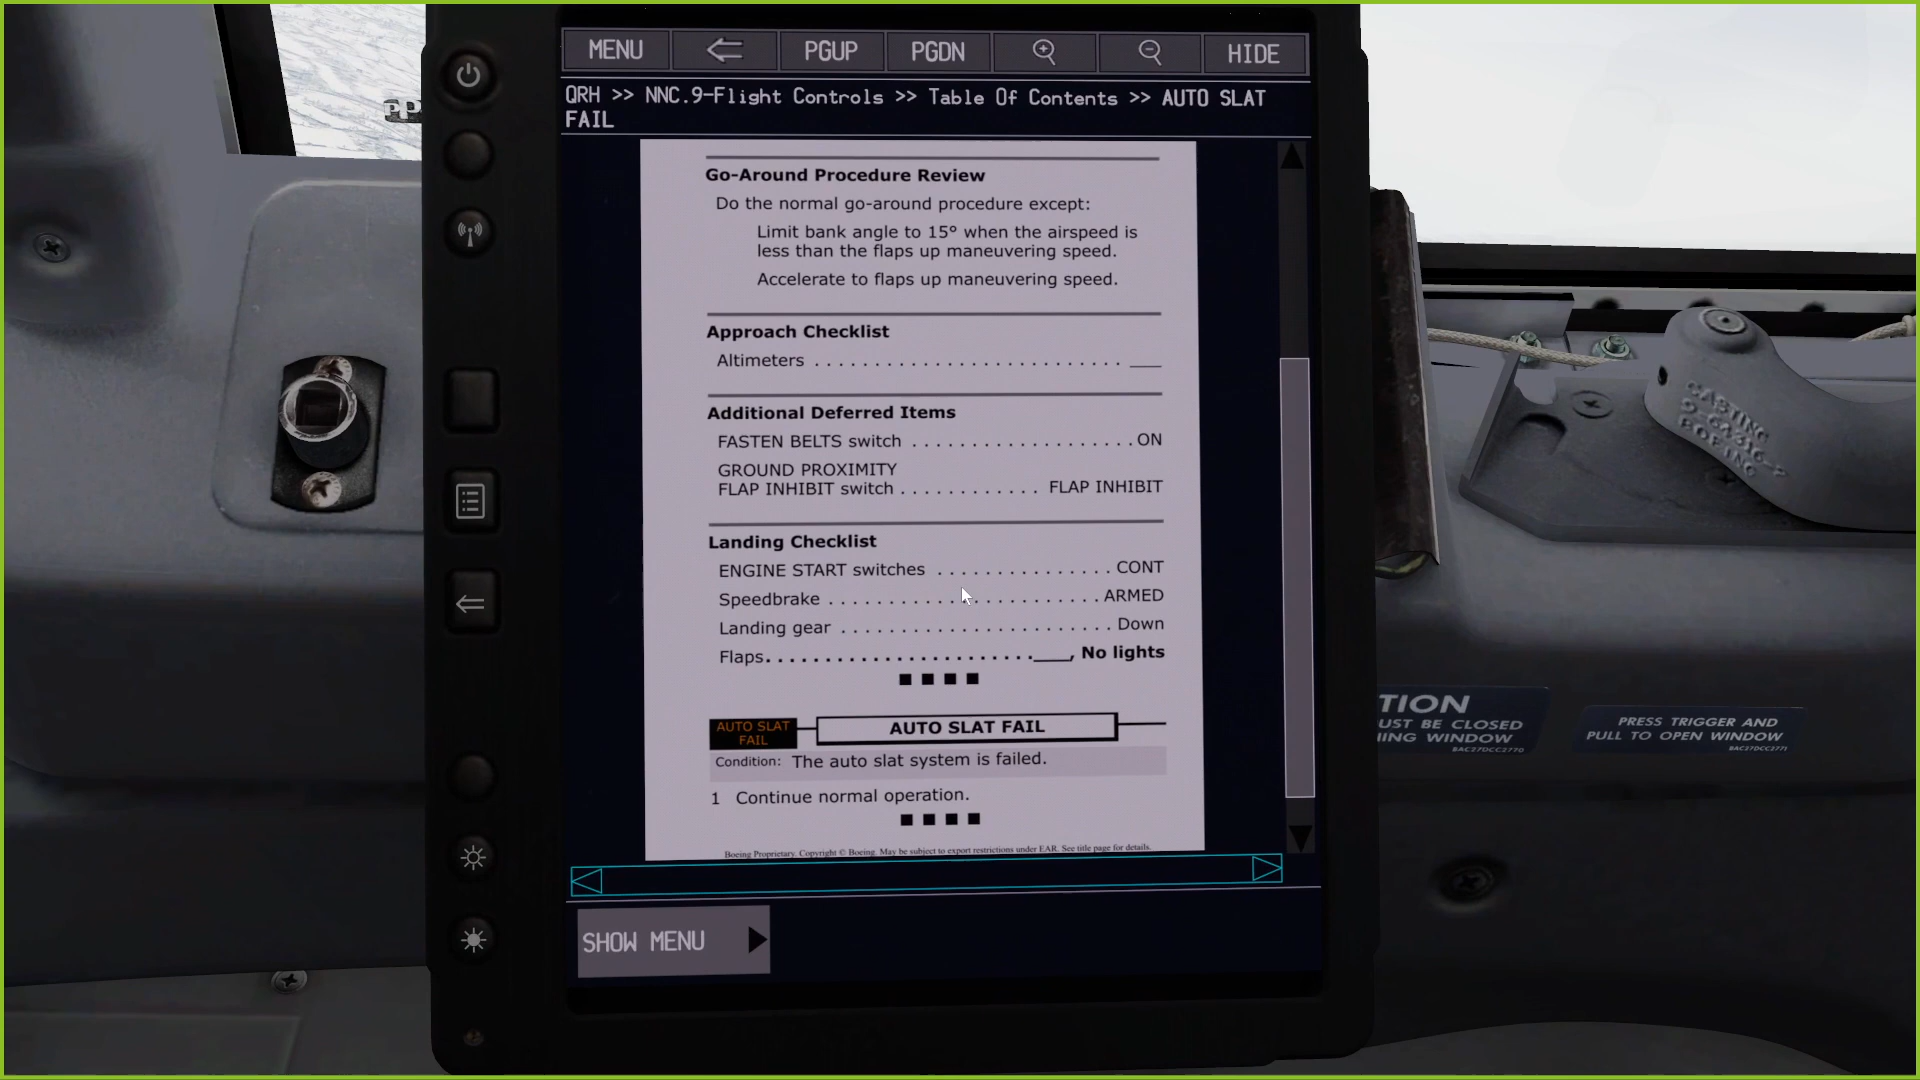 MENU PGUP PGDN HIDE
QRH >> NNC.9-Flight Controls >> Table Of Contents >> AUTO SLAT
FAIL
Go-Around Procedure Review
Do the normal go-around procedure except:
Limit bank angle to 15° when the airspeed is
less than the flaps up maneuvering speed.
Accelerate to flaps up maneuvering speed.
Approach Checklist
Altimeters . . . . . . . . . . . . . . . . . . . . . . . . . . ___
Additional Deferred Items
FASTEN BELTS switch . . . . . . . . . . . . . . . . . . . ON
GROUND PROXIMITY
FLAP INHIBIT switch . . . . . . . . . . . . FLAP INHIBIT
Landing Checklist
ENGINE START switches . . . . . . . . . . . . . . . CONT
Speedbrake . . . . . . . . . . . . . . . . . . . . . . . ARMED
Landing gear . . . . . . . . . . . . . . . . . . . . . . . Down
Flaps. . . . . . . . . . . . . . . . . . . . . . .___, No lights
AUTO SLAT
FAIL
AUTO SLAT FAIL
Condition: The auto slat system is failed.
1 Continue normal operation.
Boeing Proprietary. Copyright © Boeing. May be subject to export restrictions under EAR. See title page for details.
SHOW MENU
CASTING
BOEING
TION
UST BE CLOSED
ING WINDOW
BAC27DCC2770
PRESS TRIGGER AND
PULL TO OPEN WINDOW
BAC27DCC2771